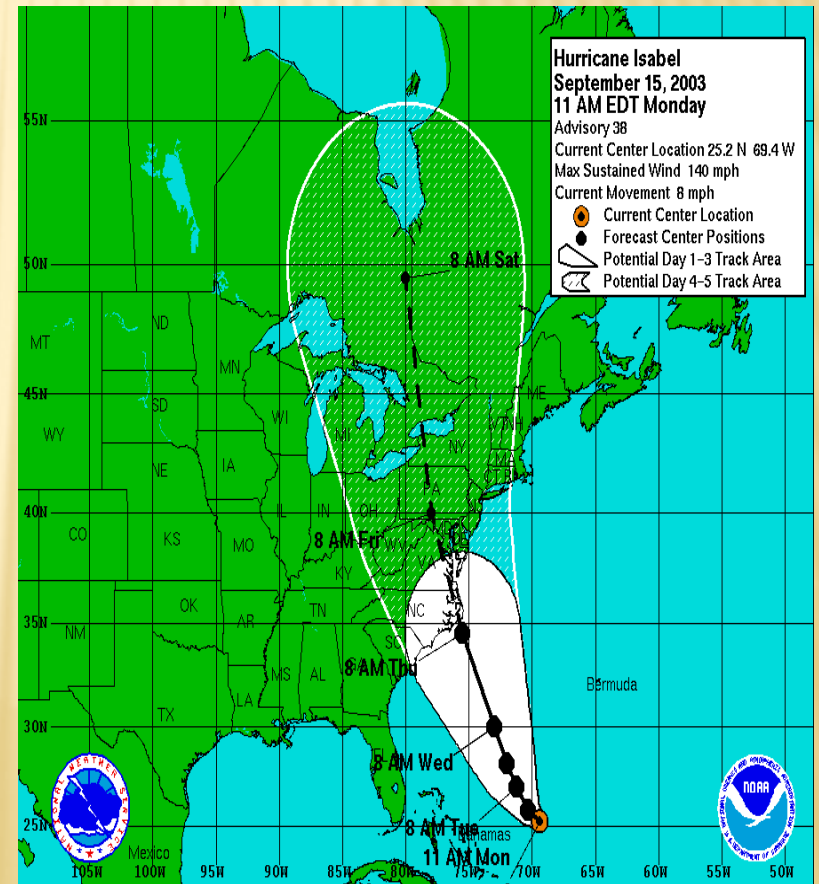 Hurricane Isabel
September 15, 2003
11 AM EDT Monday
Advisory 38
Current Center Location 25.2 N 69.4 W
Max Sustained Wind 140 mph
Current Movement 8 mph
Current Center Location
Forecast Center Positions
Potential Day 1-3 Track Area
Potential Day 4-5 Track Area
55N
50N
8 AM Sat
MT
ND
MN
45N
ME
SD
WI
WY
MI
VT
NH
NY
MA
CT
NE
IA
PA
40N
IL
IN
OH
CO
KS
MO
8 AM Fri
WV
VA
KY
35N
OK
TN
NC
AR
NM
SC
8 AM Thu
MS
AL
Bermuda
LA
TX
30N
8 AM Wed
NATIONAL WEATHER SERVICE
NOAA
25N
8 AM Tue
Bahamas
11 AM Mon
Mexico
105W
100W
95W
90W
85W
80W
75W
70W
65W
60W
55W
50W